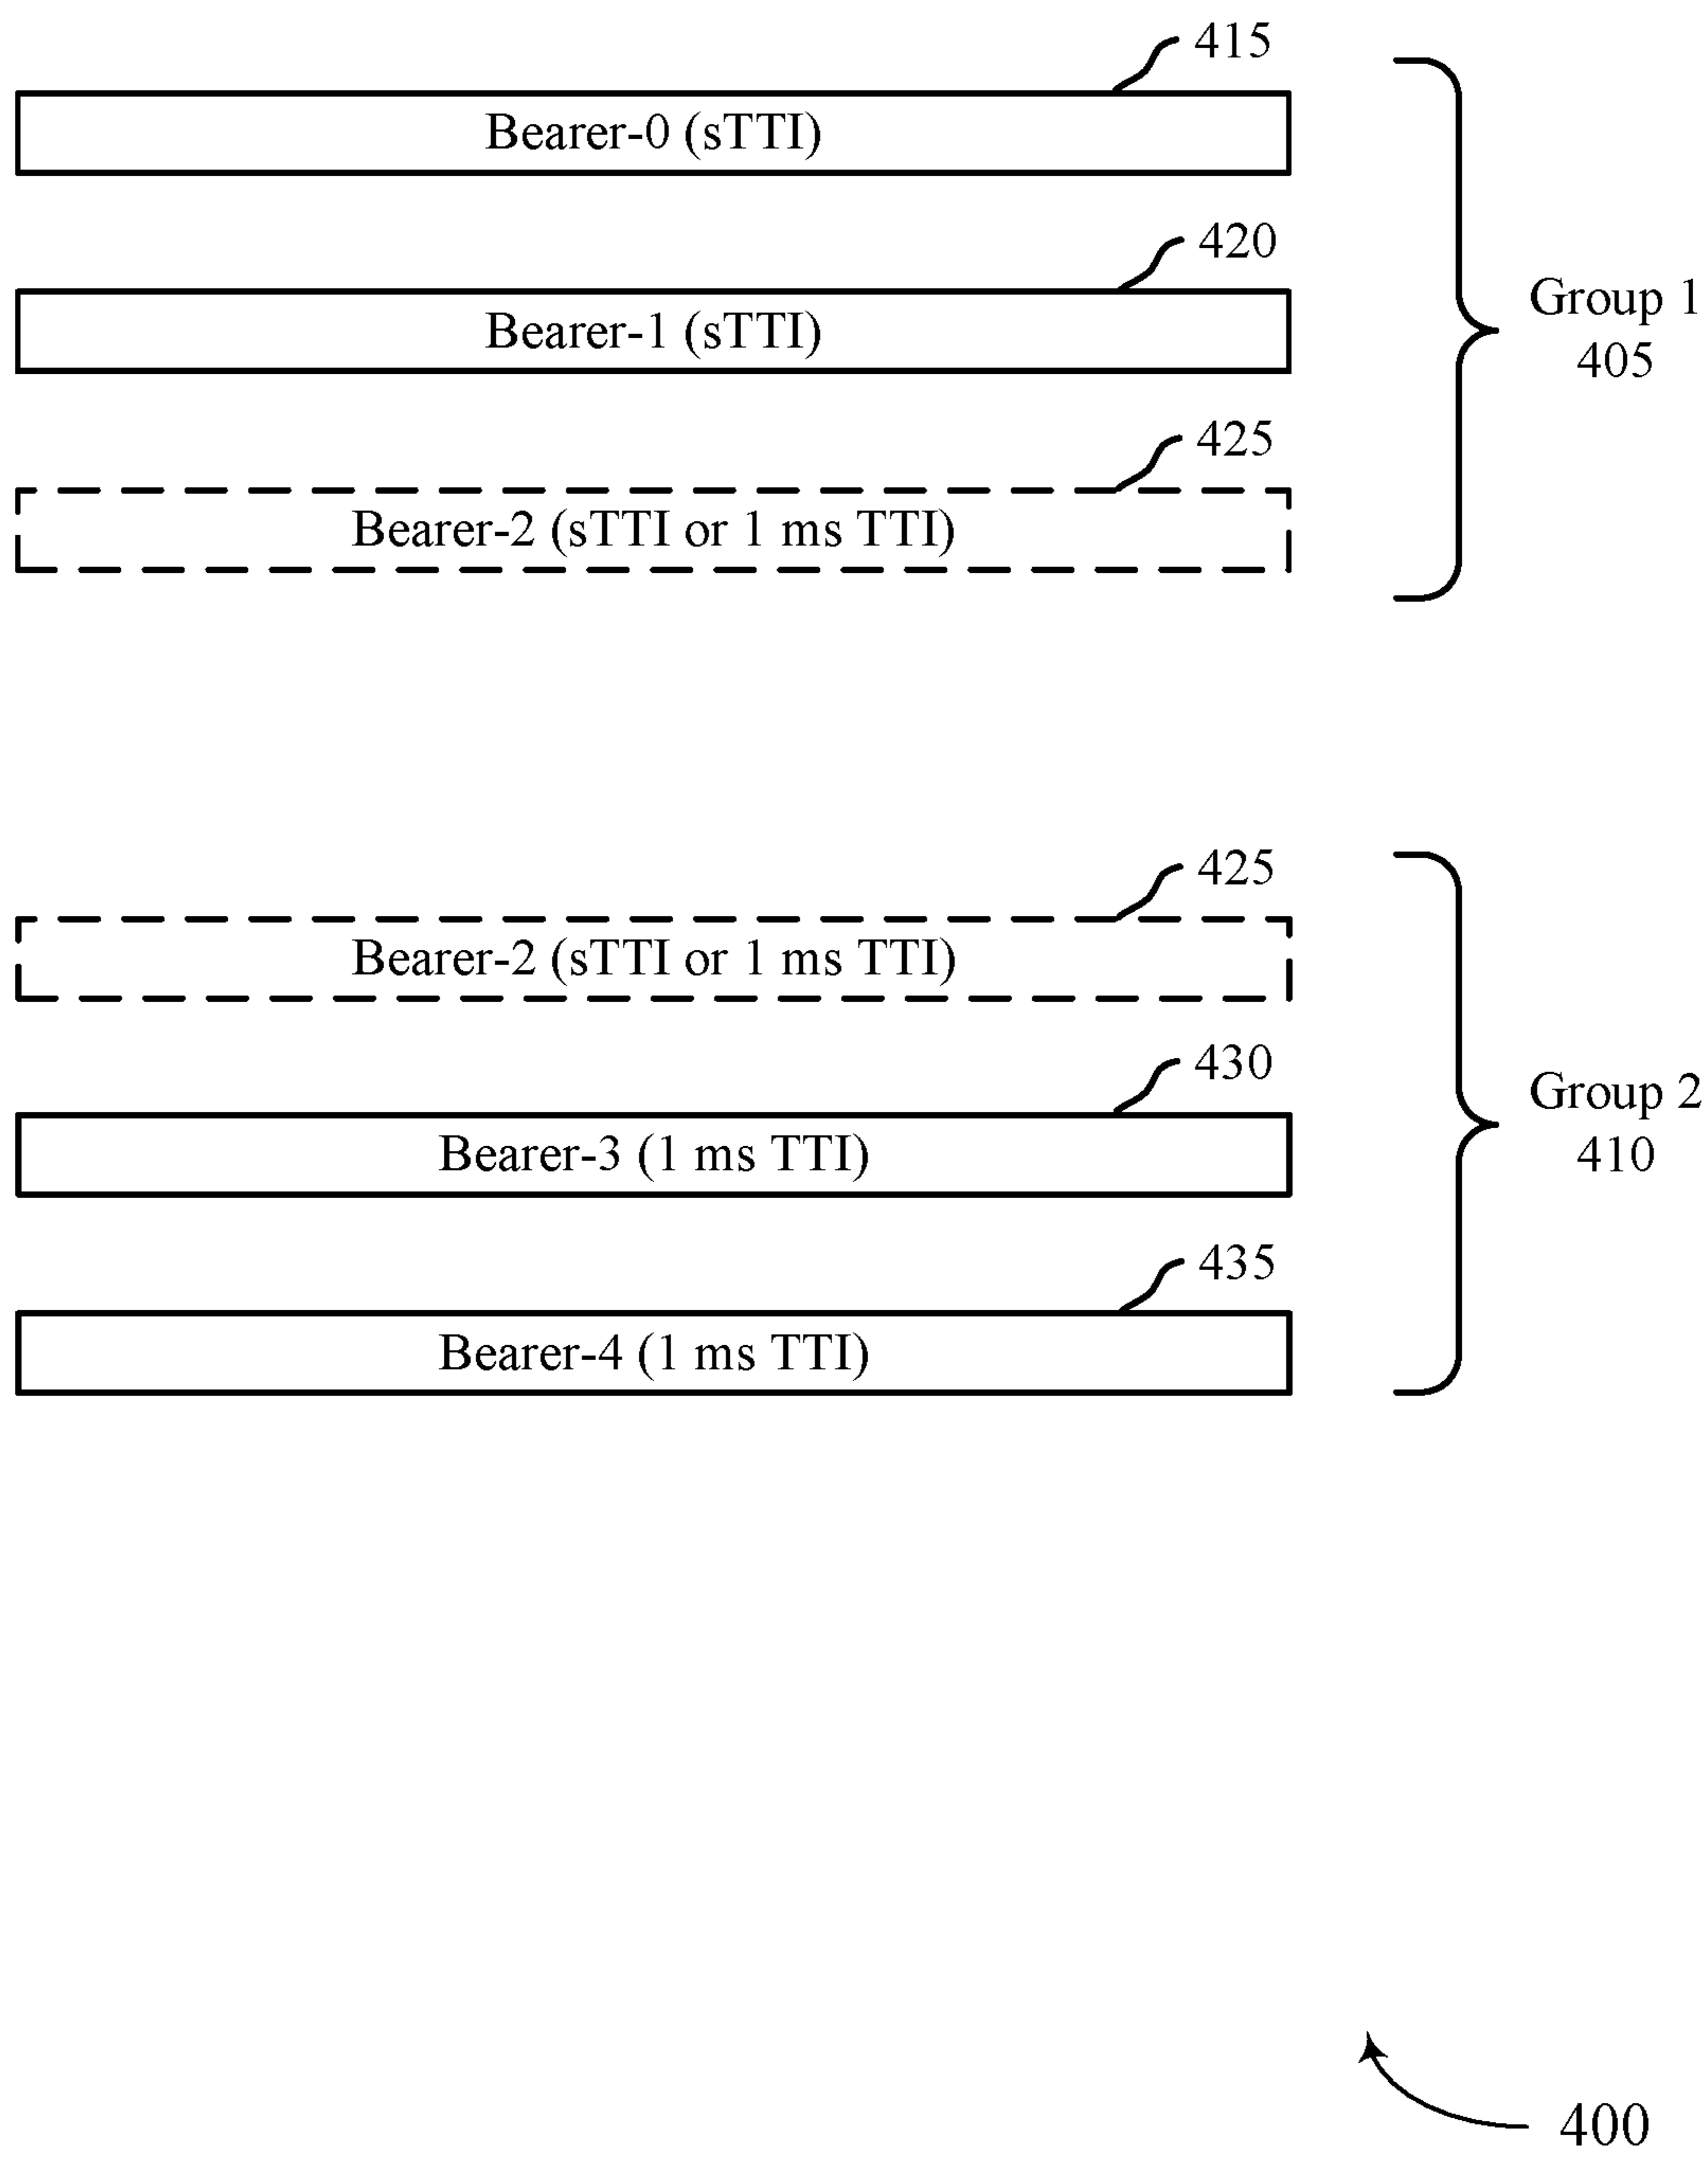 415
Bearer-0 (sTTI)
420
Bearer-1 (sTTI)
Group 1
405
425
Bearer-2 (sTTI or 1 ms TTI)
425
Bearer-2 (sTTI or 1 ms TTI)
430
Bearer-3 (1 ms TTI)
Group 2
410
435
Bearer-4 (1 ms TTI)
400